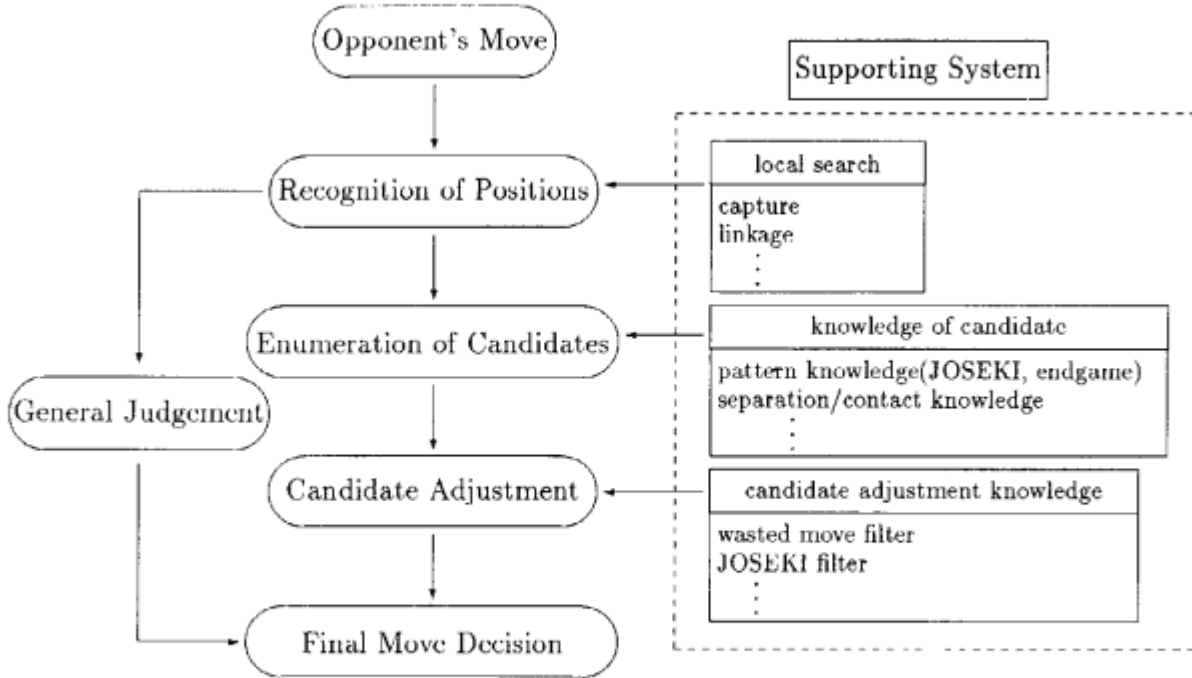 Opponent's Move
Supporting System
local search
Recognition of Positions
capture
linkage
knowledge of candidate
Enumeration of Candidates
pattern knowledge(JOSEKI, endgame)
separation/contact knowledge
General Judgement
candidate adjustment knowledge
Candidate Adjustment
wasted move filter
JOSEKI filter
Final Move Decision